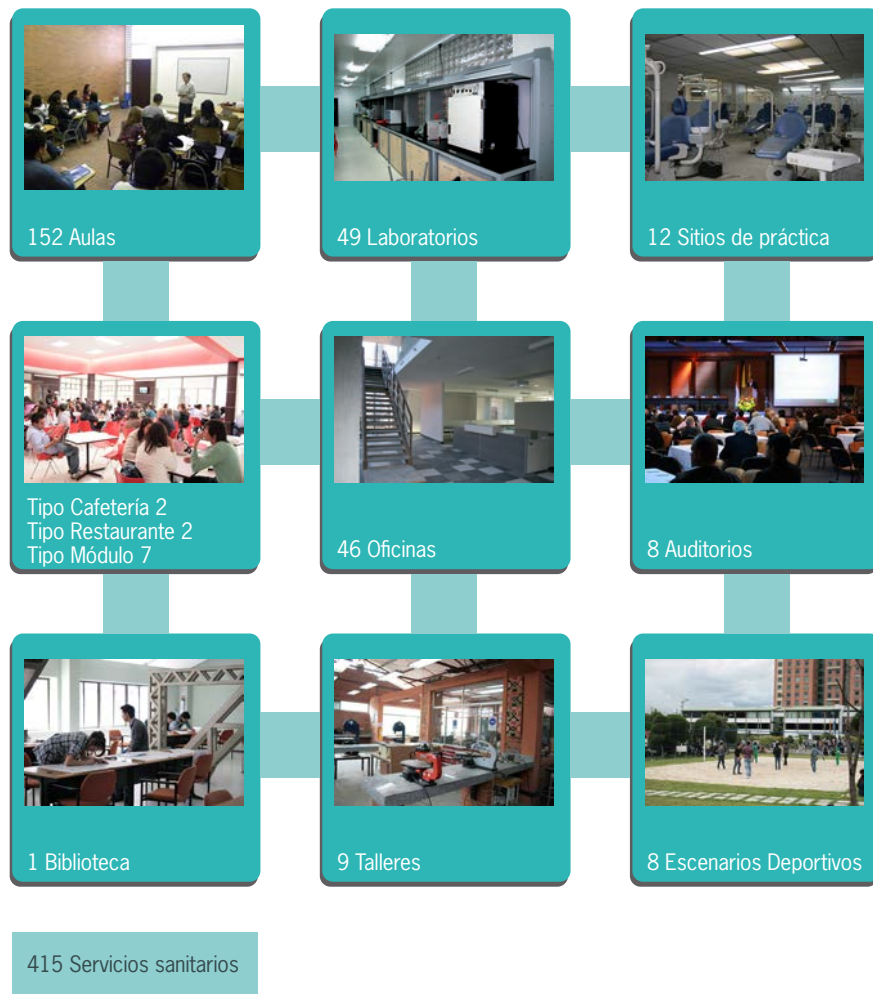 152 Aulas
49 Laboratorios
12 Sitios de práctica
Tipo Cafetería 2
Tipo Restaurante 2
Tipo Módulo 7
46 Oficinas
8 Auditorios
1 Biblioteca
9 Talleres
8 Escenarios Deportivos
415 Servicios sanitarios